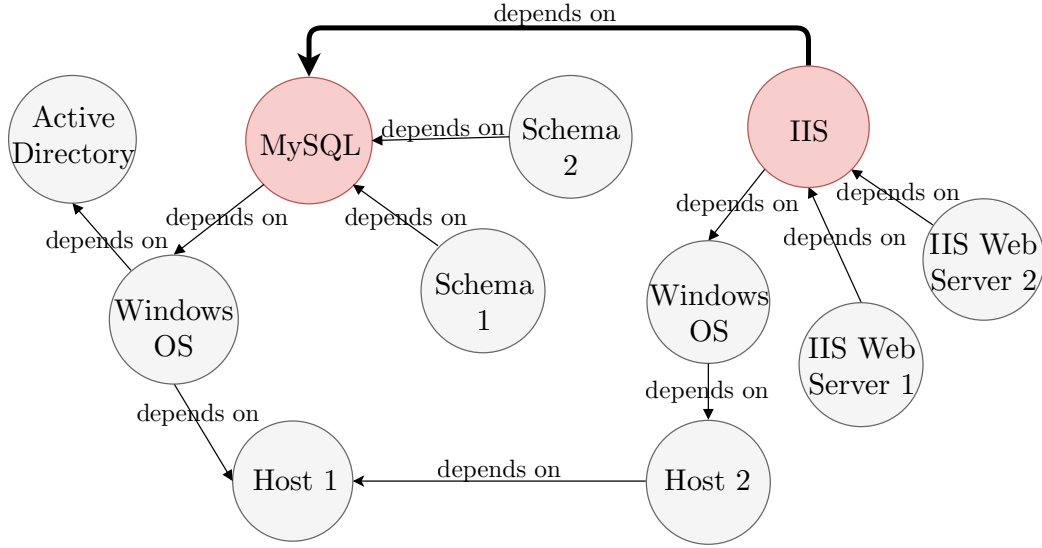 depends on
Active
Directory
MySQL
depends on
Schema
2
IIS
depends on
depends on
depends on
depends on
depends on
depends on
IIS Web
Server 2
Windows
OS
Schema
1
Windows
OS
IIS Web
Server 1
depends on
depends on
Host 1
depends on
Host 2